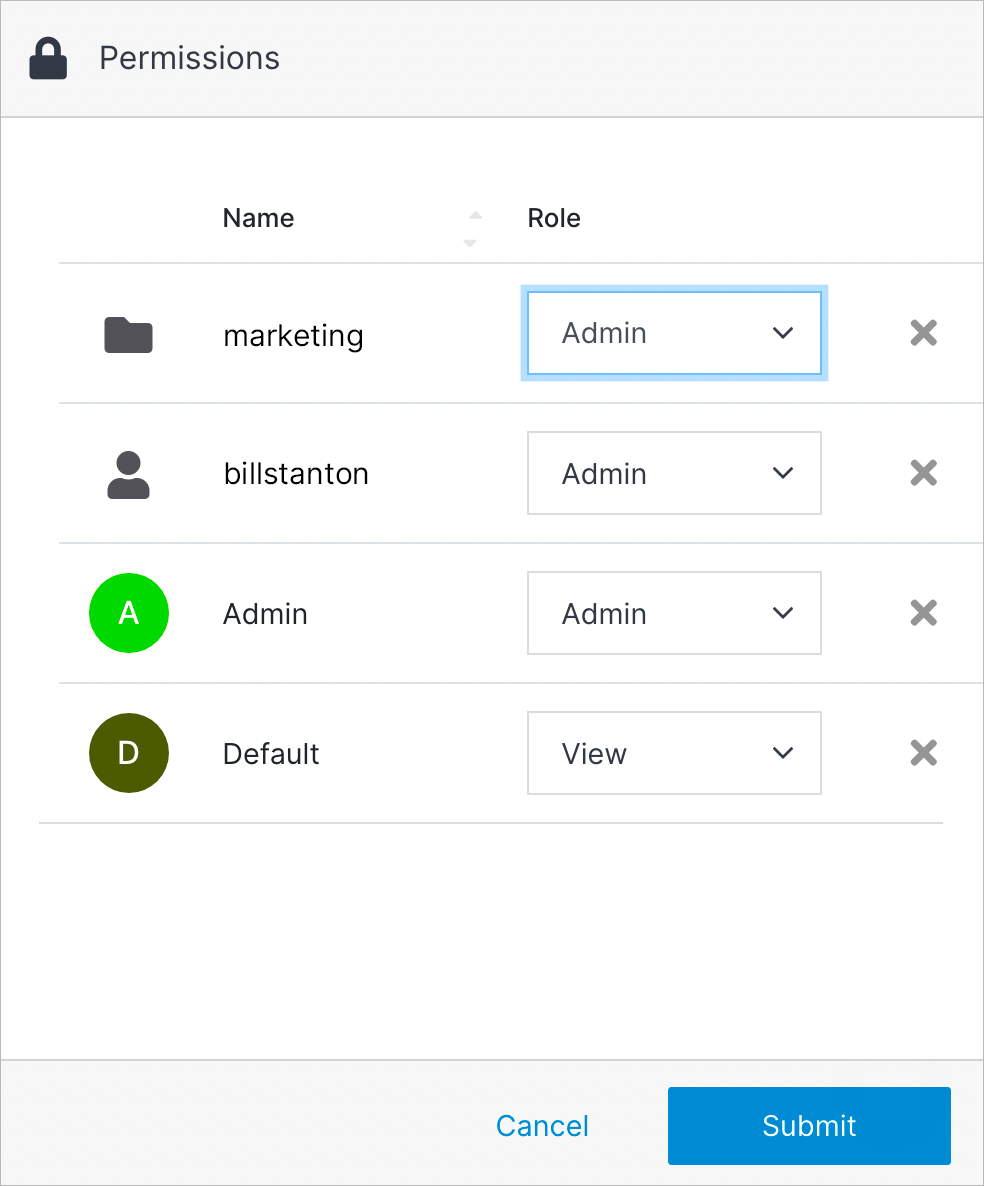 Permissions
Name Role
marketing Admin
billstanton Admin
A Admin Admin
D Default View
Cancel Submit